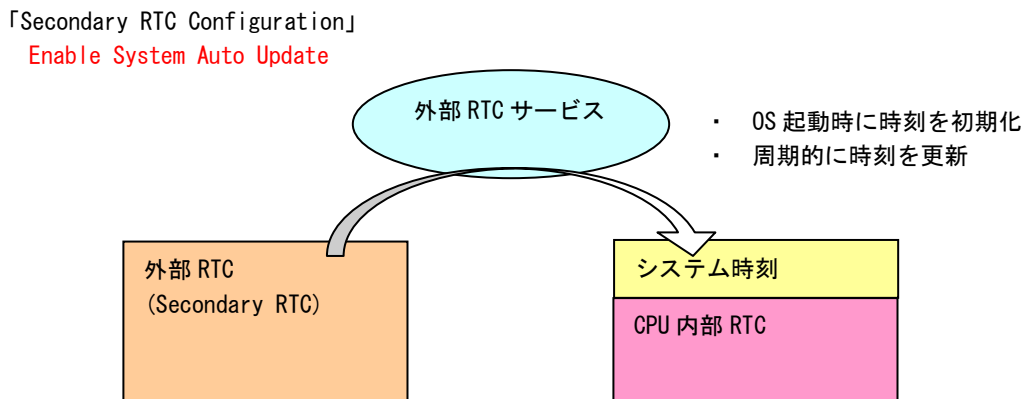 「Secondary RTC Configuration」
Enable System Auto Update
外部 RTC サービス
・ OS 起動時に時刻を初期化
・ 周期的に時刻を更新
外部 RTC
(Secondary RTC)
システム時刻
CPU 内部 RTC